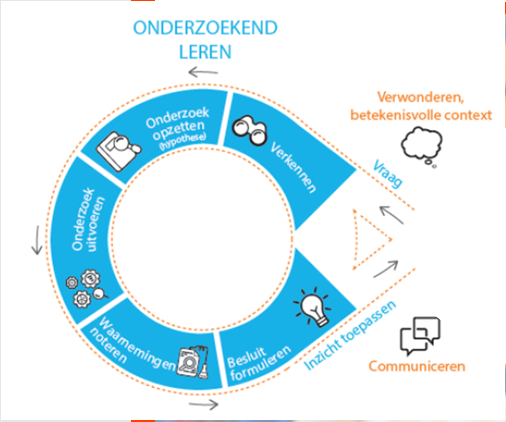 ONDERZOEKEND
LEREN
Verwonderen,
betekenisvolle context
Vraag
Verkennen
Onderzoek
opzetten
(hypothese)
Onderzoek
uitvoeren
Waarnemingen
noteren
Besluit
formuleren
Inzicht toepassen
Communiceren